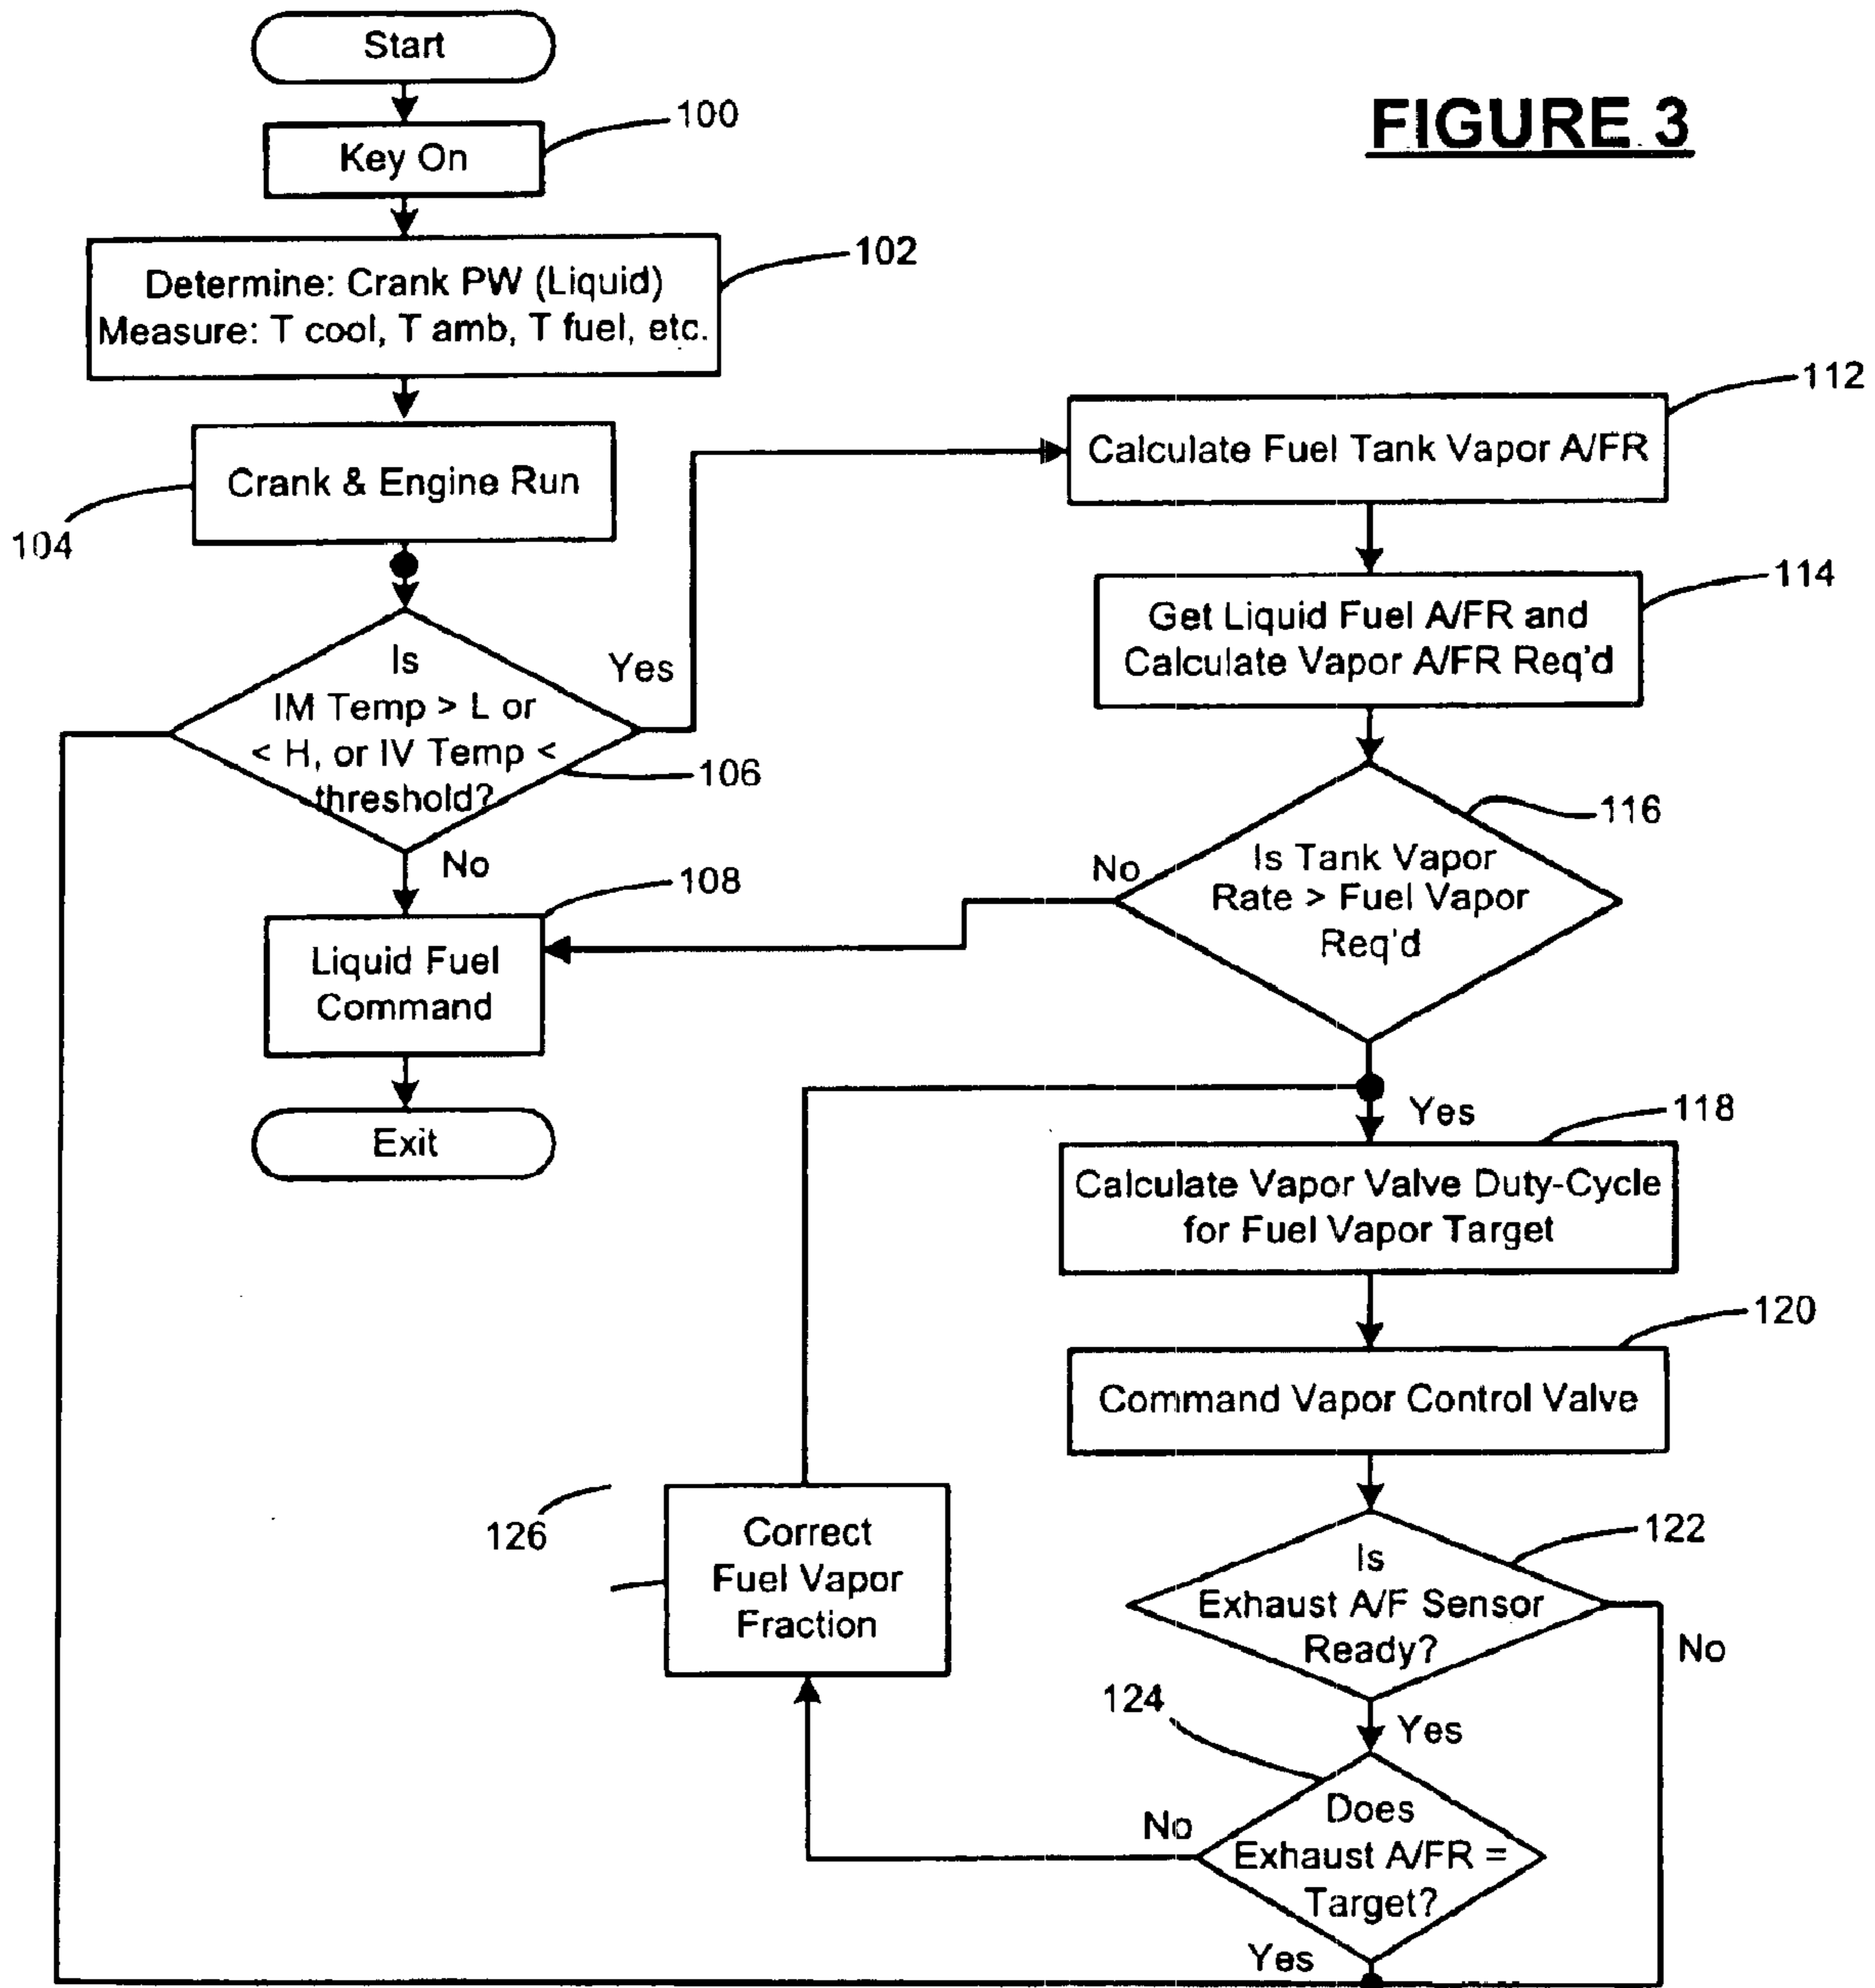 Start
FIGURE 3
100
Key On
102
Determine: Crank PW (Liquid)
Measure: T cool, T amb, T fuel, etc.
104
Crank & Engine Run
Is
IM Temp > L or
< H, or IV Temp <
threshold?
106
Yes
No
108
Liquid Fuel
Command
Exit
112
Calculate Fuel Tank Vapor A/FR
114
Get Liquid Fuel A/FR and
Calculate Vapor A/FR Req'd
116
Is Tank Vapor
Rate > Fuel Vapor
Req'd
No
Yes
118
Calculate Vapor Valve Duty-Cycle
for Fuel Vapor Target
120
Command Vapor Control Valve
122
Is
Exhaust A/F Sensor
Ready?
No
Yes
124
Does
Exhaust A/FR =
Target?
No
Yes
126
Correct
Fuel Vapor
Fraction